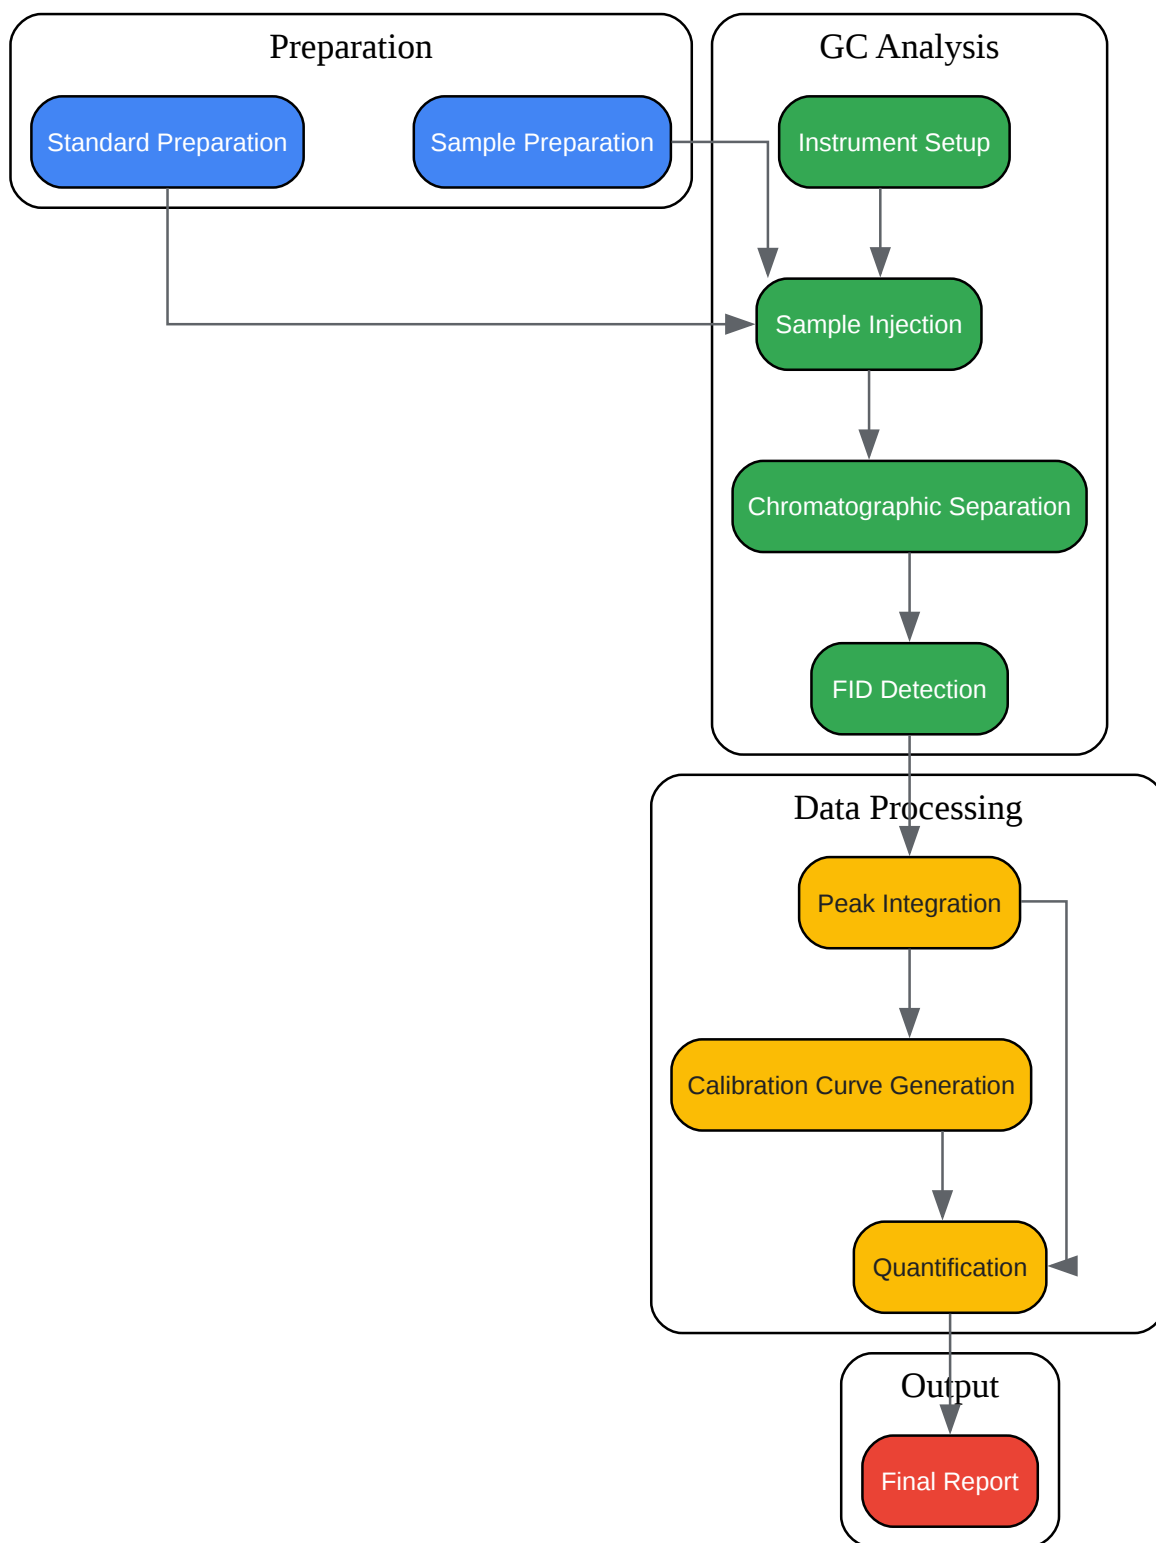 Preparation
Standard Preparation
Sample Preparation
GC Analysis
Instrument Setup
Sample Injection
Chromatographic Separation
FID Detection
Data Processing
Peak Integration
Calibration Curve Generation
Quantification
Output
Final Report